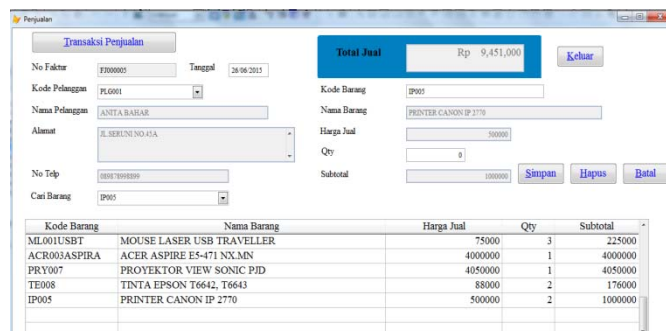 Penjualan
Transaksi Penjualan
Total Jual Rp 9,451,000
Keluar
No Faktur FJ000005 Tanggal 26/06/2015
Kode Pelanggan PLG001
Kode Barang IP005
Nama Pelanggan ANITA BAHAR
Nama Barang PRINTER CANON IP 2770
Alamat JL.SERUNI NO.45A
Harga Jual 500000
Qty 0
No Telp 089878998899
Subtotal 1000000
Simpan Hapus Batal
Cari Barang IP005
Kode Barang Nama Barang Harga Jual Qty Subtotal
ML001USBT MOUSE LASER USB TRAVELLER 75000 3 225000
ACR003ASPIRA ACER ASPIRE E5-471 NX.MN 4000000 1 4000000
PRY007 PROYEKTOR VIEW SONIC PJD 4050000 1 4050000
TE008 TINTA EPSON T6642, T6643 88000 2 176000
IP005 PRINTER CANON IP 2770 500000 2 1000000